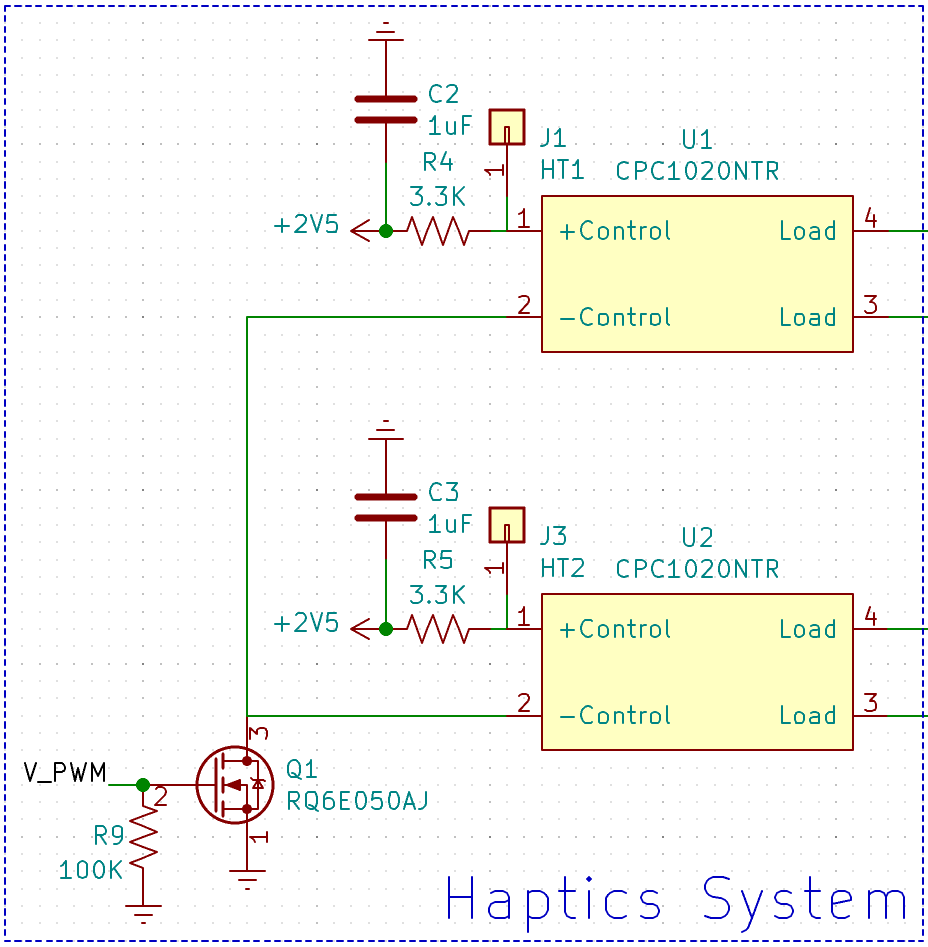 C2
1uF
J1
HT1
U1
CPC1020NTR
R4
3.3K
1
+2V5
1
+Control
Load
4
2
-Control
Load
3
C3
1uF
J3
HT2
U2
CPC1020NTR
R5
3.3K
1
+2V5
1
+Control
Load
4
2
-Control
Load
3
3
V_PWM
2
Q1
RQ6E050AJ
R9
100K
1
Haptics System